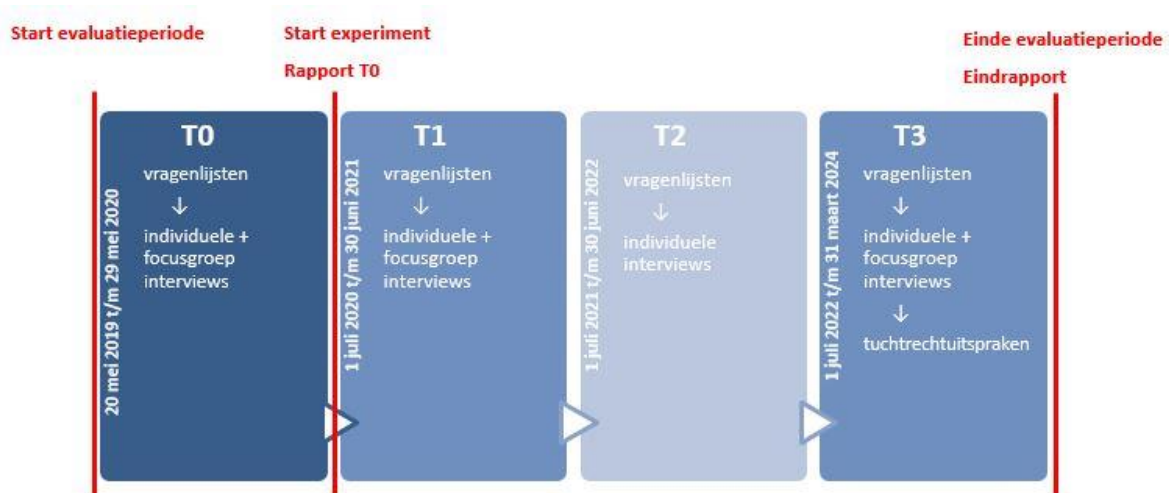 Start evaluatieperiode
Start experiment
Rapport T0
Einde evaluatieperiode
Eindrapport
T0
20 mei 2019 t/m 29 mei 2020
vragenlijsten
↓
individuele +
focusgroep
interviews
T1
1 juli 2020 t/m 30 juni 2021
vragenlijsten
↓
individuele +
focusgroep
interviews
T2
1 juli 2021 t/m 30 juni 2022
vragenlijsten
↓
individuele
interviews
T3
1 juli 2022 t/m 31 maart 2024
vragenlijsten
↓
individuele +
focusgroep
interviews
↓
tuchtrechtuitspraken